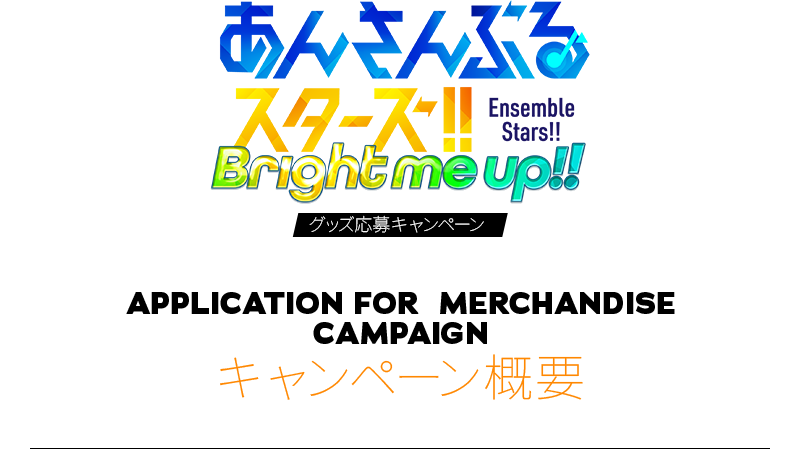 あんさんぶる
スターズ!!
Ensemble
Stars!!
Bright me up!!
グッズ応募キャンペーン
APPLICATION FOR MERCHANDISE
CAMPAIGN
キャンペーン概要